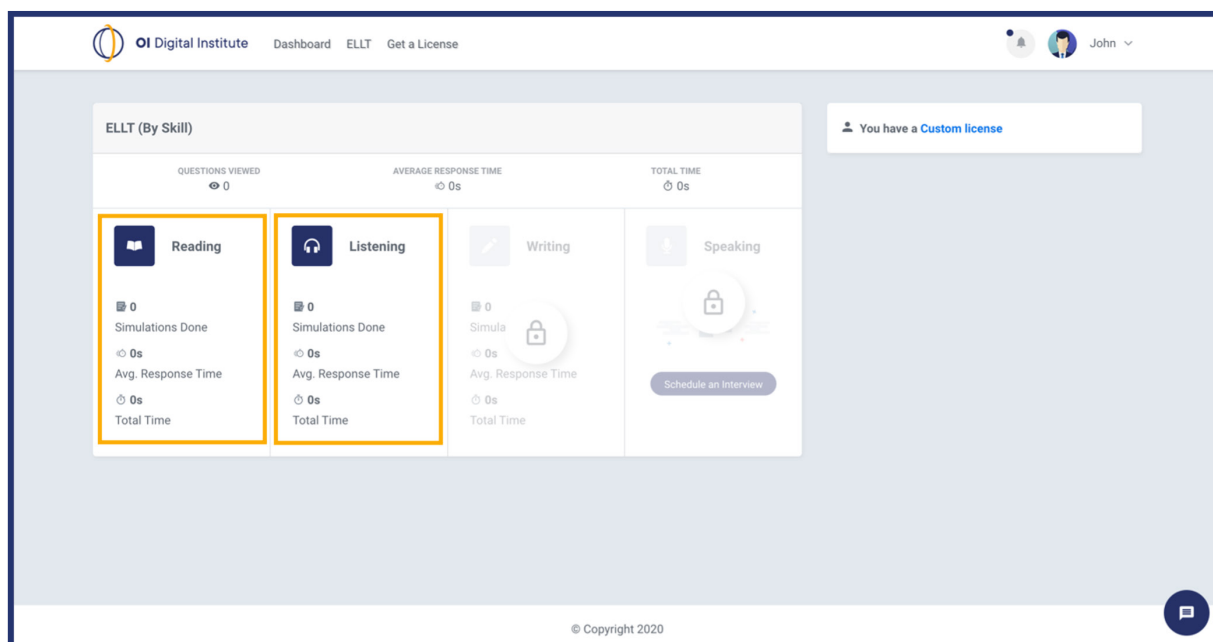 OI Digital Institute Dashboard ELLT Get a License
John
ELLT (By Skill)
You have a Custom license
QUESTIONS VIEWED
0
AVERAGE RESPONSE TIME
0s
TOTAL TIME
0s
Reading
0
Simulations Done
0s
Avg. Response Time
0s
Total Time
Listening
0
Simulations Done
0s
Avg. Response Time
0s
Total Time
Writing
0
Simula
0s
Avg. Response Time
0s
Total Time
Speaking
Schedule an Interview
© Copyright 2020